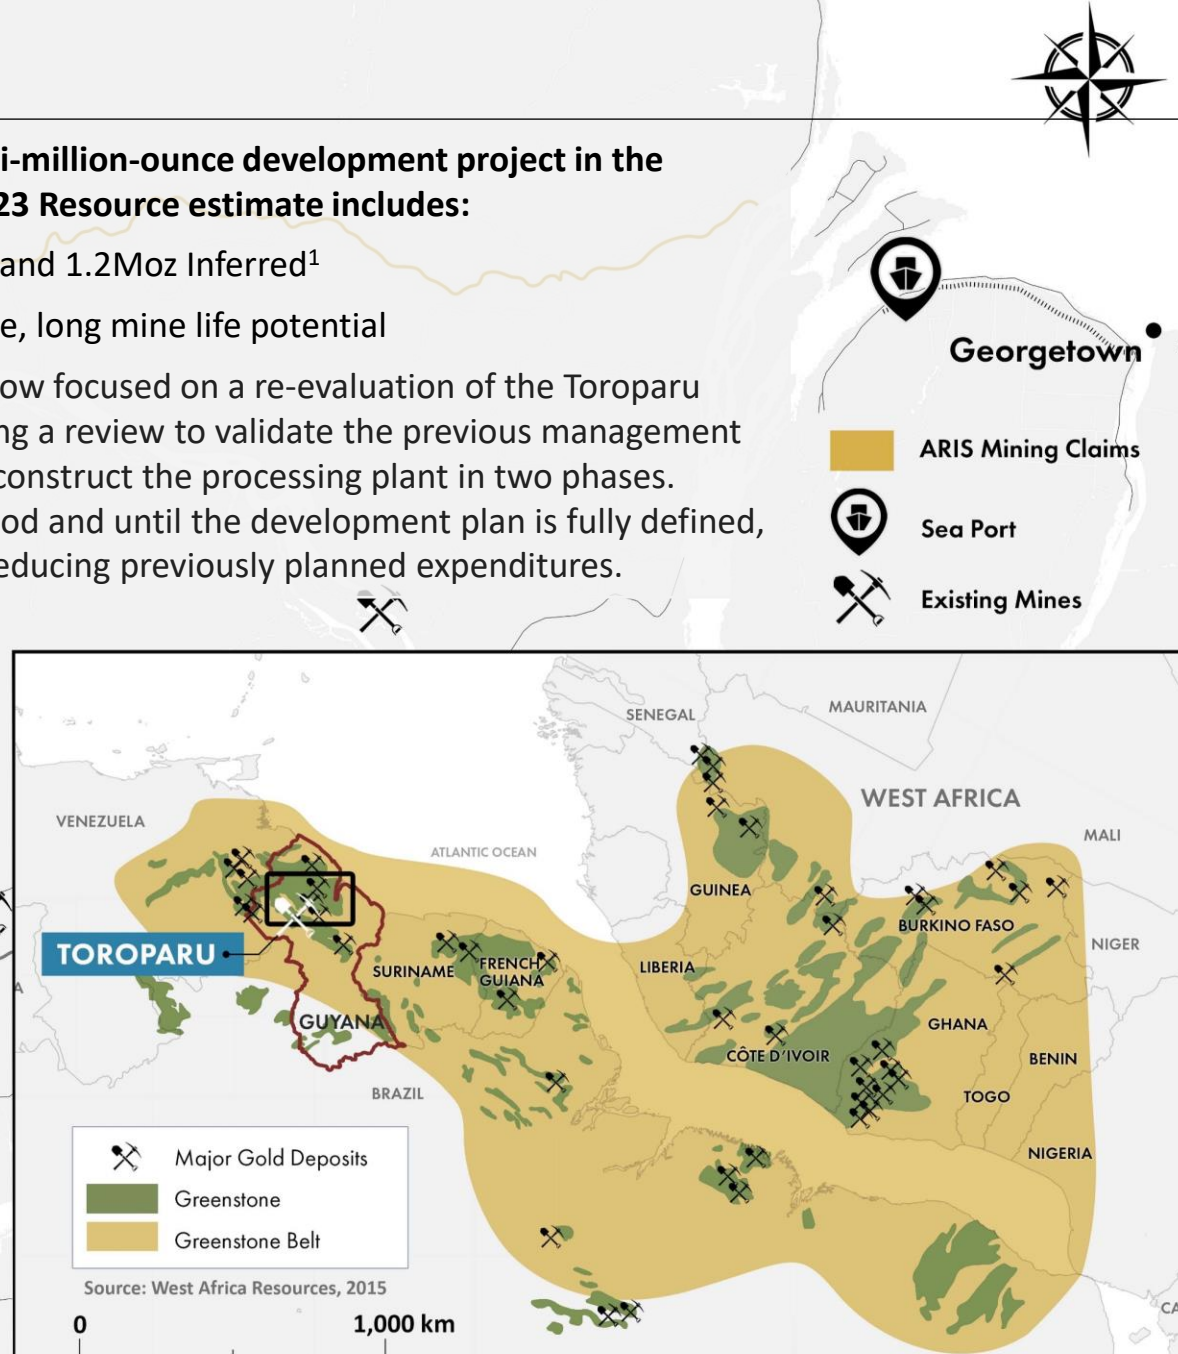 i-million-ounce development project in the
23 Resource estimate includes:
and 1.2Moz Inferred¹
e, long mine life potential
ow focused on a re-evaluation of the Toroparu
ng a review to validate the previous management
construct the processing plant in two phases.
od and until the development plan is fully defined,
educing previously planned expenditures.
Georgetown
ARIS Mining Claims
Sea Port
Existing Mines
SENEGAL
MAURITANIA
WEST AFRICA
VENEZUELA
MALI
ATLANTIC OCEAN
GUINEA
BURKINO FASO
TOROPARU
NIGER
LIBERIA
SURINAME
FRENCH
GUIANA
GUYANA
GHANA
CÔTE D'IVOIR
BENIN
BRAZIL
TOGO
NIGERIA
Major Gold Deposits
Greenstone
Greenstone Belt
Source: West Africa Resources, 2015
0 1,000 km
CA
A